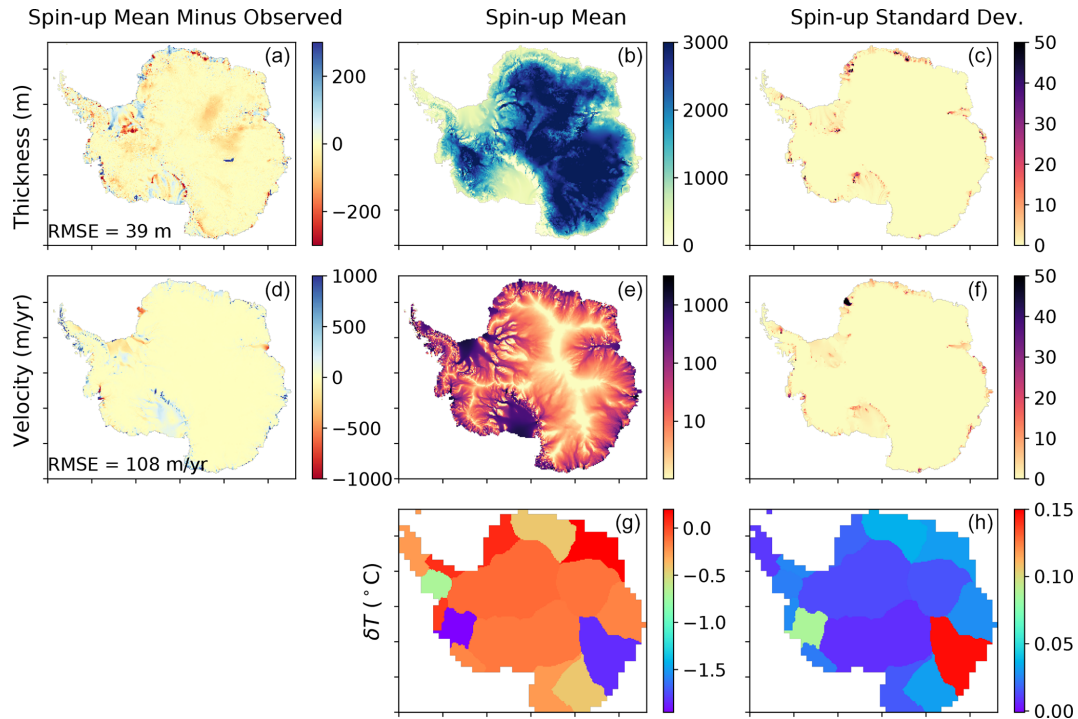 Spin-up Mean Minus Observed
Spin-up Mean
Spin-up Standard Dev.
Thickness (m)
(a)
RMSE = 39 m
200
0
−200
(b)
3000
2000
1000
0
(c)
50
40
30
20
10
0
Velocity (m/yr)
(d)
RMSE = 108 m/yr
1000
500
0
−500
−1000
(e)
1000
100
10
(f)
50
40
30
20
10
0
δT (°C)
(g)
0.0
−0.5
−1.0
−1.5
(h)
0.15
0.10
0.05
0.00